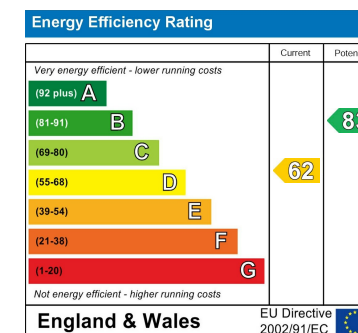 Energy Efficiency Rating
Current
Very energy efficient - lower running costs
(92 plus) A
(81-91) B
(69-80) C
62
(55-68) D
(39-54) E
(21-38) F
(1-20) G
Not energy efficient - higher running costs
England & Wales
EU Directive
2002/91/EC